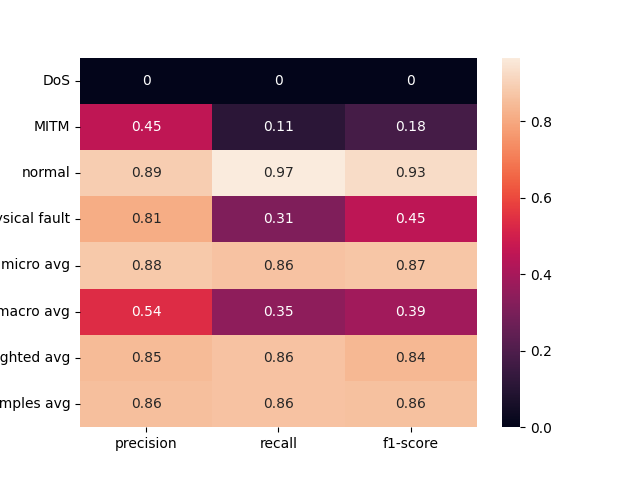 DoS 0 0 0
MITM 0.45 0.11 0.18
normal 0.89 0.97 0.93
ysical fault 0.81 0.31 0.45
micro avg 0.88 0.86 0.87
macro avg 0.54 0.35 0.39
ghted avg 0.85 0.86 0.84
mples avg 0.86 0.86 0.86
precision recall f1-score
0.8
0.6
0.4
0.2
0.0